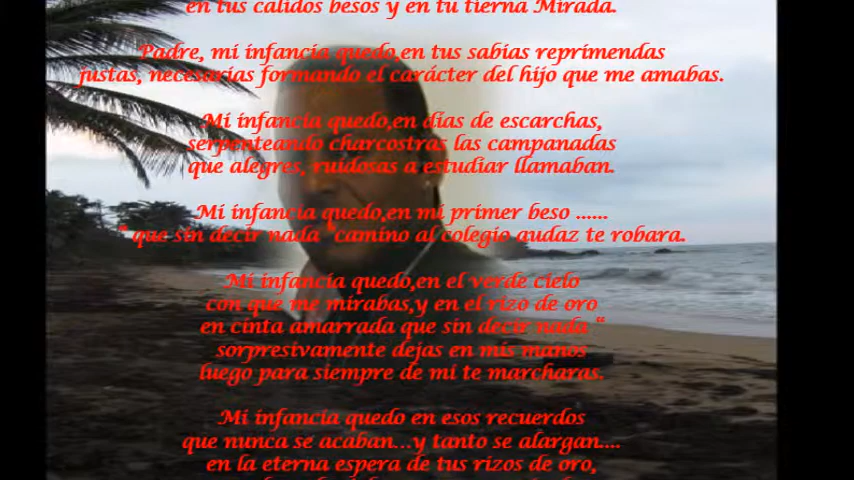 en tus calidos besos y en tu tierna Mirada.
Padre, mi infancia quedo,en tus sabias reprimendas
justas, necesarias formando el carácter del hijo que me amabas.
Mi infancia quedo,en días de escarchas,
serpenteando charcostras las campanadas
que alegres, ruidosas a estudiar llamaban.
Mi infancia quedo,en mi primer beso ......
" que sin decir nada "camino al colegio audaz te robara.
Mi infancia quedo,en el verde cielo
con que me mirabas,y en el rizo de oro
en cinta amarrada que sin decir nada "
sorpresivamente dejas en mis manos
luego para siempre de mi te marcharas.
Mi infancia quedo en esos recuerdos
que nunca se acaban...y tanto se alargan....
en la eterna espera de tus rizos de oro,